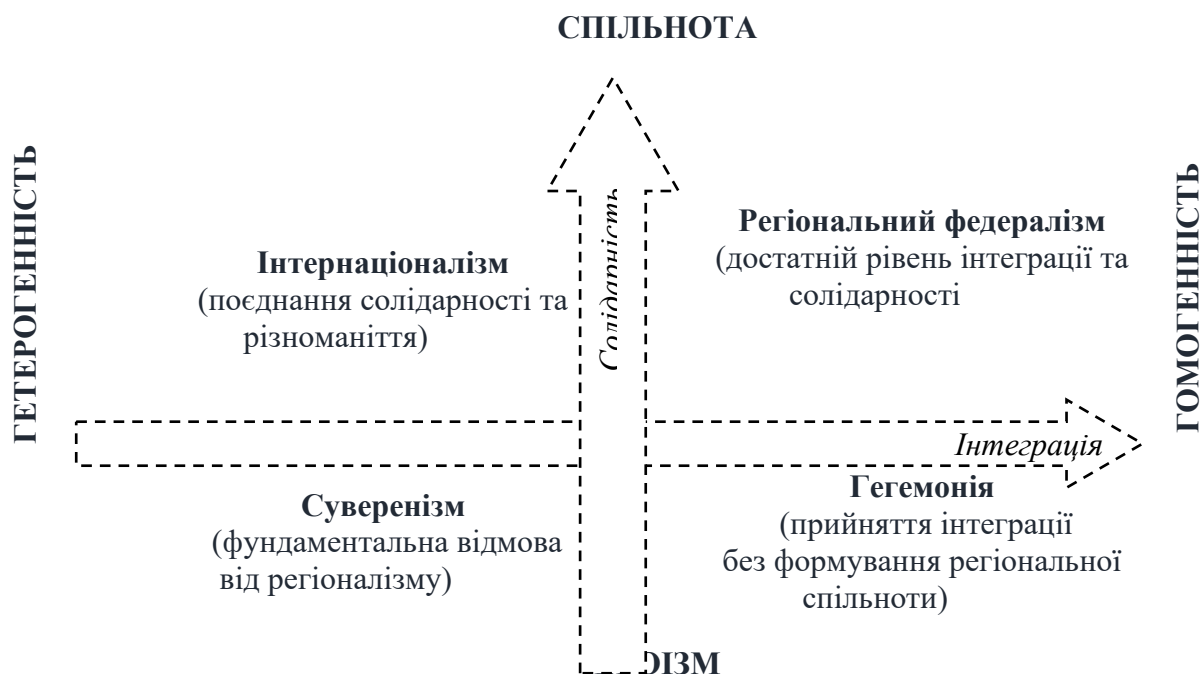 СПІЛЬНОТА
ГЕТЕРОГЕННІСТЬ
ГОМОГЕННІСТЬ
Солідарність
Інтернаціоналізм
(поєднання солідарності та
різноманіття)
Регіональний федералізм
(достатній рівень інтеграції та
солідарності
Інтеграція
Суверенізм
(фундаментальна відмова
від регіоналізму)
Гегемонія
(прийняття інтеграції
без формування регіональної
спільноти)